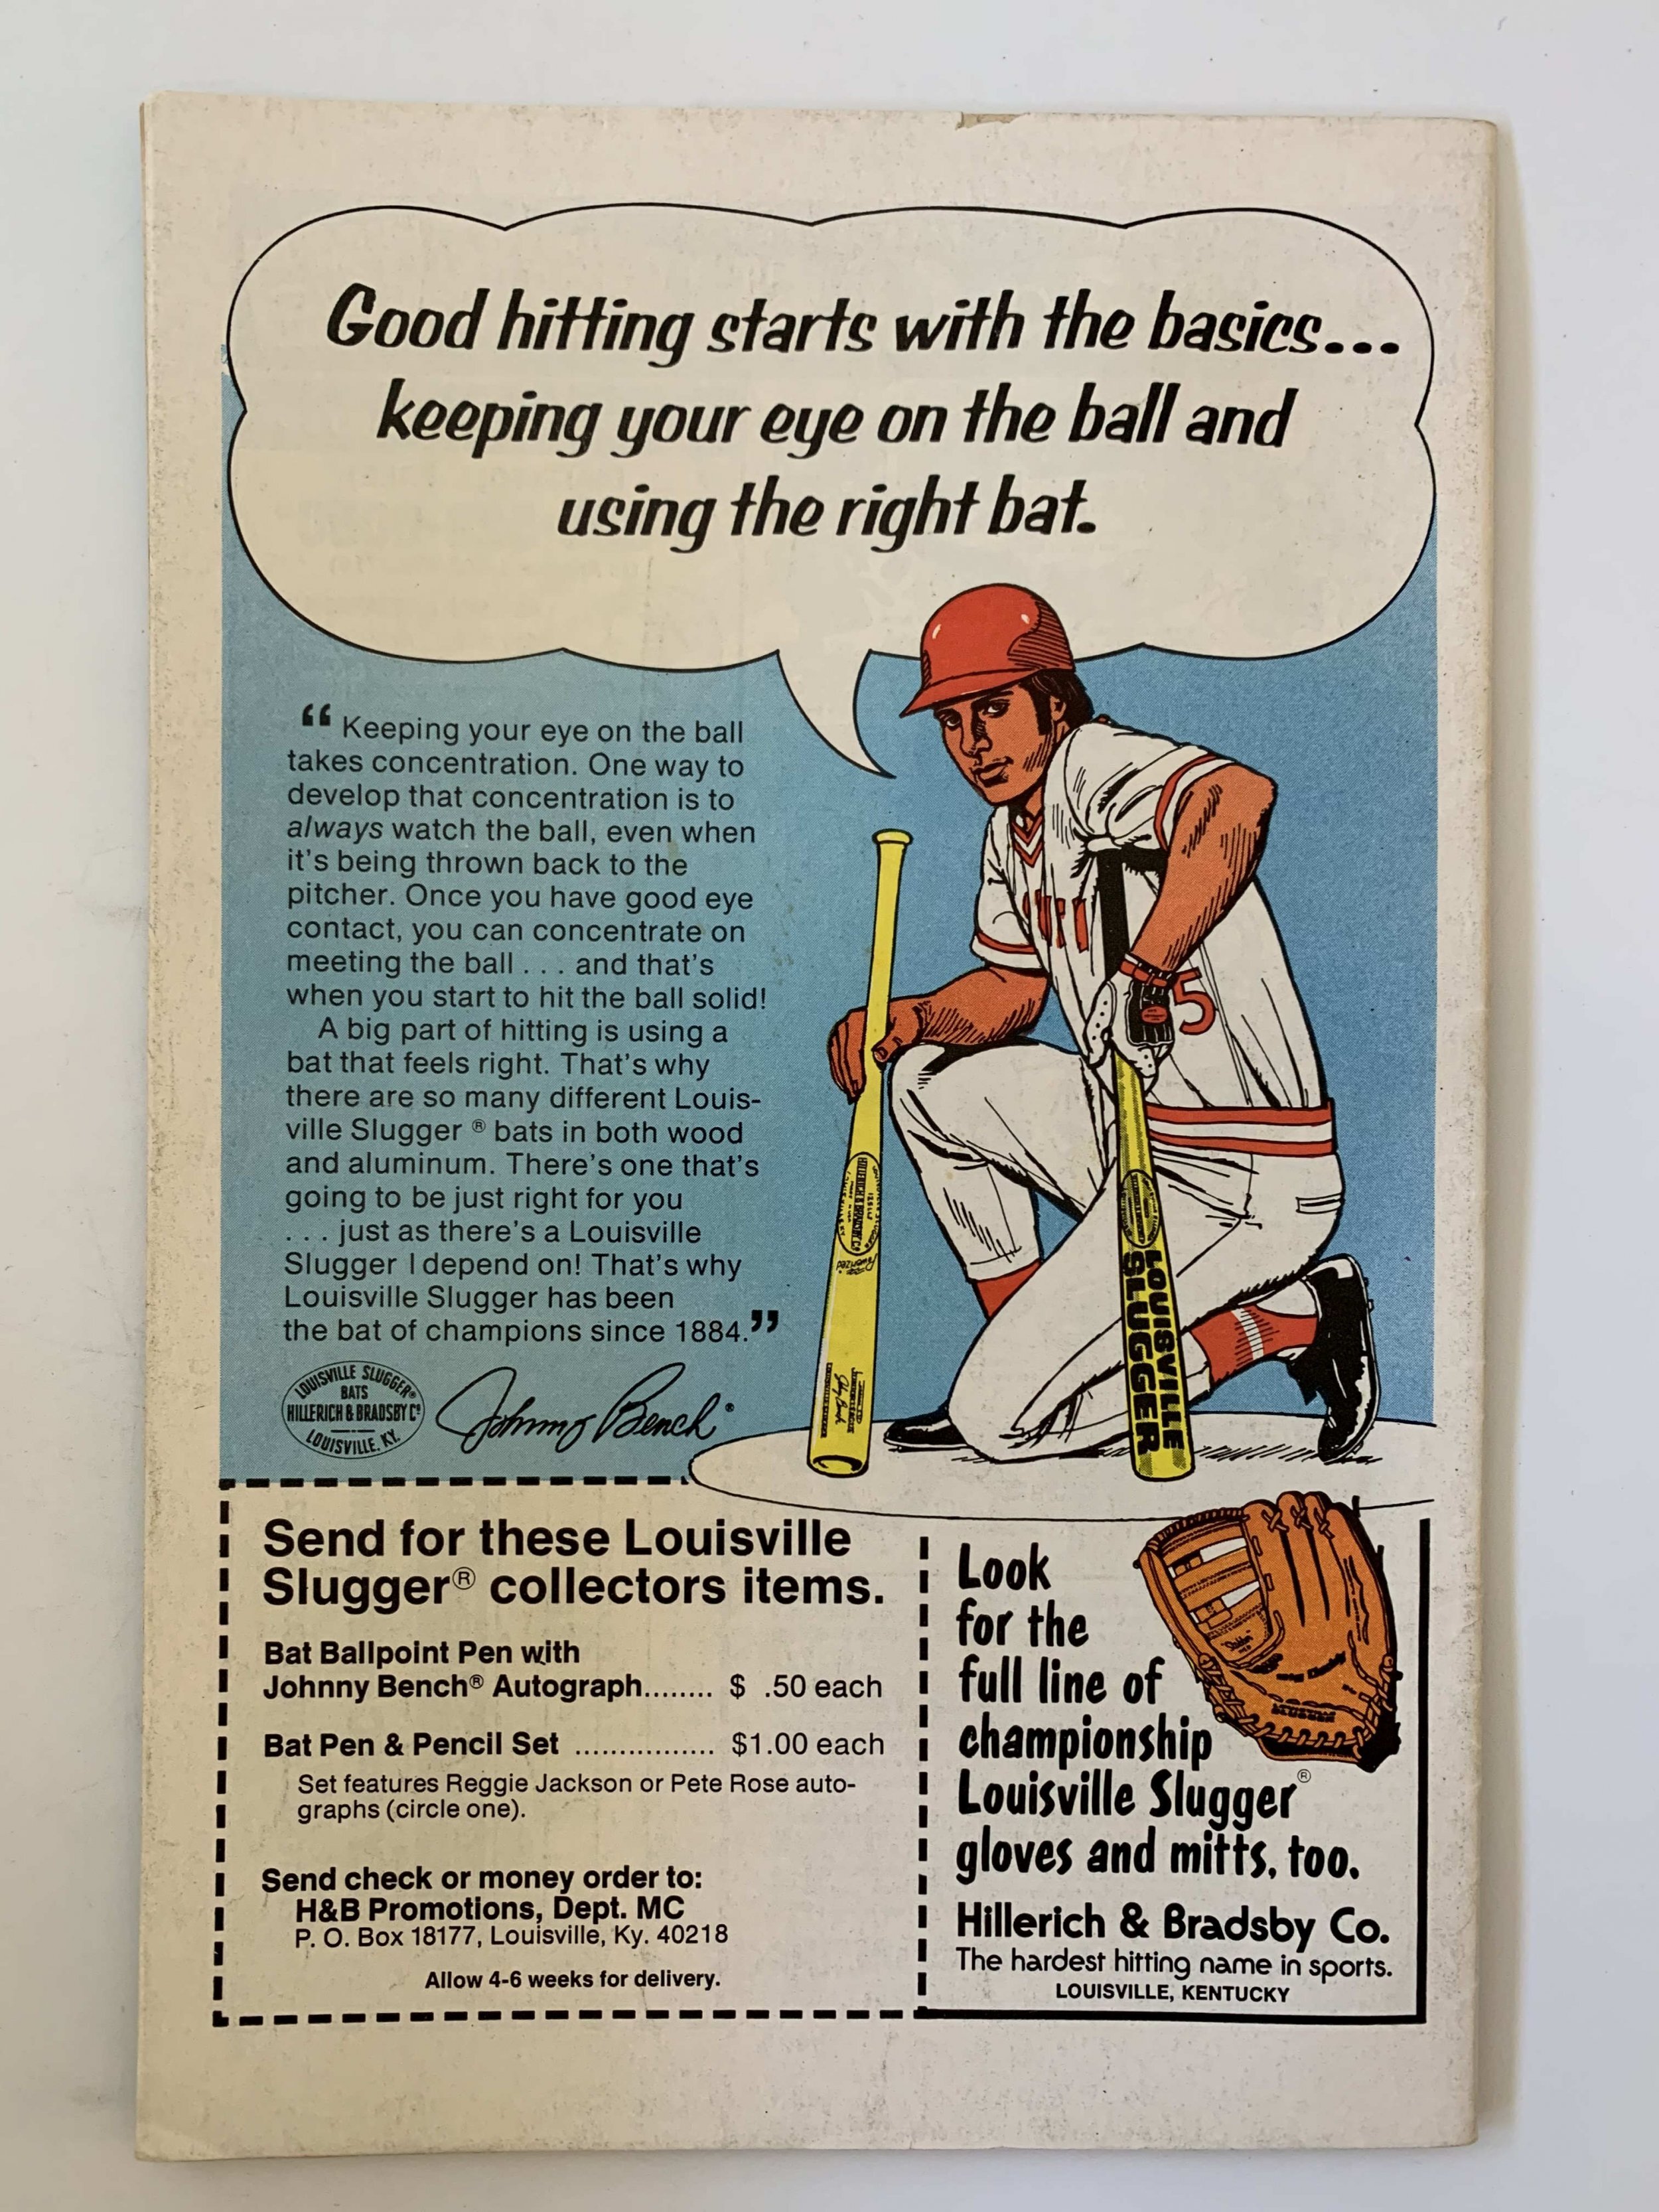 Good hitting starts with the basics...
keeping your eye on the ball and
using the right bat.
“Keeping your eye on the ball
takes concentration. One way to
develop that concentration is to
always watch the ball, even when
it's being thrown back to the
pitcher. Once you have good eye
contact, you can concentrate on
meeting the ball . . . and that's
when you start to hit the ball solid!
A big part of hitting is using a
bat that feels right. That's why
there are so many different Louis-
ville Slugger ® bats in both wood
and aluminum. There's one that's
going to be just right for you
. . . just as there's a Louisville
Slugger I depend on! That's why
Louisville Slugger has been
the bat of champions since 1884.”
LOUISVILLE SLUGGER®
BATS
HILLERICH & BRADSBY Cº
LOUISVILLE, KY.
Johnny Bench®
5
HILLERICH & BRADSBY Cº
LOUISVILLE
SLUGGER
Send for these Louisville
Slugger® collectors items.
Bat Ballpoint Pen with
Johnny Bench® Autograph........ $ .50 each
Bat Pen & Pencil Set ................ $1.00 each
Set features Reggie Jackson or Pete Rose auto-
graphs (circle one).
Send check or money order to:
H&B Promotions, Dept. MC
P. O. Box 18177, Louisville, Ky. 40218
Allow 4-6 weeks for delivery.
Look
for the
full line of
championship
Louisville Slugger®
gloves and mitts, too.
Hillerich & Bradsby Co.
The hardest hitting name in sports.
LOUISVILLE, KENTUCKY